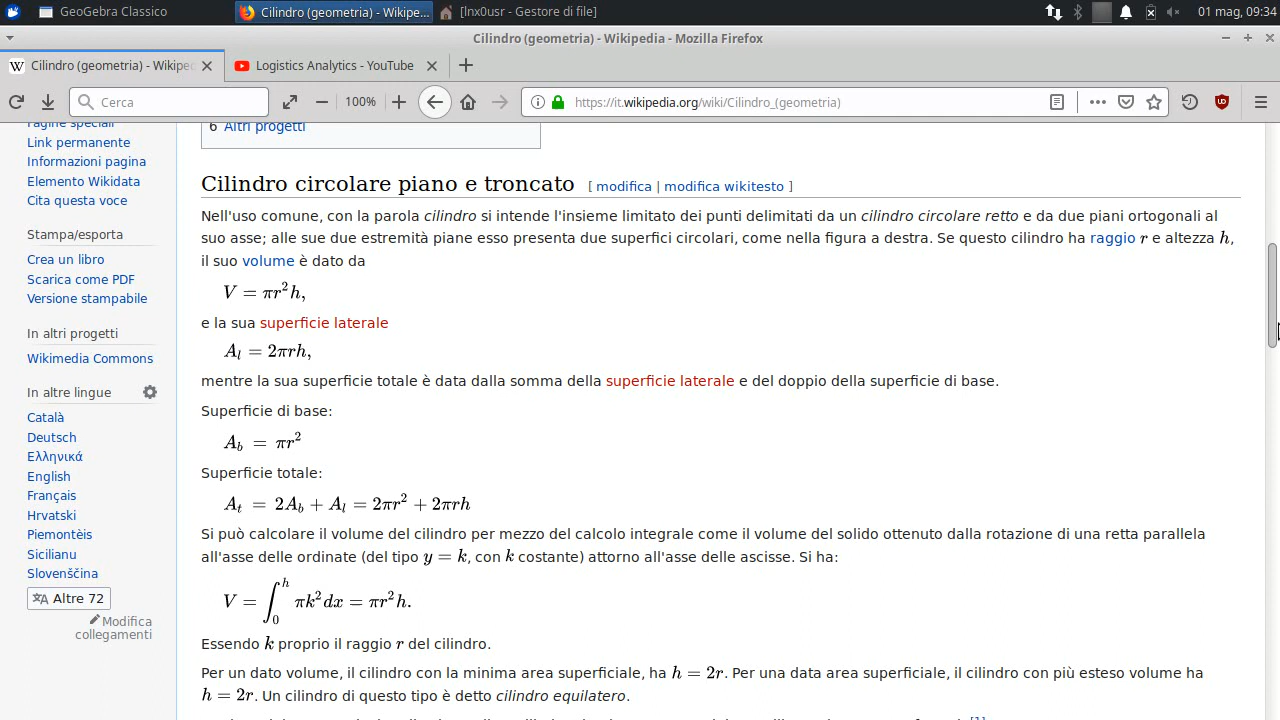 GeoGebra Classico
Cilindro (geometria) - Wikipe...
[lnx0usr - Gestore di file]
01 mag, 09:34
Cilindro (geometria) - Wikipedia - Mozilla Firefox
Cilindro (geometria) - Wikiped
Logistics Analytics - YouTube
Cerca
100%
https://it.wikipedia.org/wiki/Cilindro_(geometria)
Pagine speciali
Link permanente
Informazioni pagina
Elemento Wikidata
Cita questa voce
Stampa/esporta
Crea un libro
Scarica come PDF
Versione stampabile
In altri progetti
Wikimedia Commons
In altre lingue
Català
Deutsch
Ελληνικά
English
Français
Hrvatski
Piemontèis
Sicilianu
Slovenščina
Altre 72
Modifica
collegamenti
6 Altri progetti
Cilindro circolare piano e troncato [ modifica | modifica wikitesto ]
Nell'uso comune, con la parola cilindro si intende l'insieme limitato dei punti delimitati da un cilindro circolare retto e da due piani ortogonali al
suo asse; alle sue due estremità piane esso presenta due superfici circolari, come nella figura a destra. Se questo cilindro ha raggio r e altezza h,
il suo volume è dato da
V = πr²h,
e la sua superficie laterale
A_l = 2πrh,
mentre la sua superficie totale è data dalla somma della superficie laterale e del doppio della superficie di base.
Superficie di base:
A_b = πr²
Superficie totale:
A_t = 2A_b + A_l = 2πr² + 2πrh
Si può calcolare il volume del cilindro per mezzo del calcolo integrale come il volume del solido ottenuto dalla rotazione di una retta parallela
all'asse delle ordinate (del tipo y = k, con k costante) attorno all'asse delle ascisse. Si ha:
V = ∫₀ʰ πk²dx = πr²h.
Essendo k proprio il raggio r del cilindro.
Per un dato volume, il cilindro con la minima area superficiale, ha h = 2r. Per una data area superficiale, il cilindro con più esteso volume ha
h = 2r. Un cilindro di questo tipo è detto cilindro equilatero.